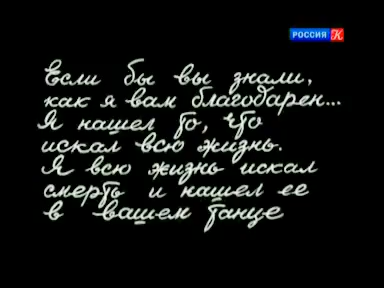 РОССИЯ К
Если бы вы знали,
как я вам благодарен...
Я нашел то, что
искал всю жизнь.
Я всю жизнь искал
смерть и нашел ее
в вашем танце